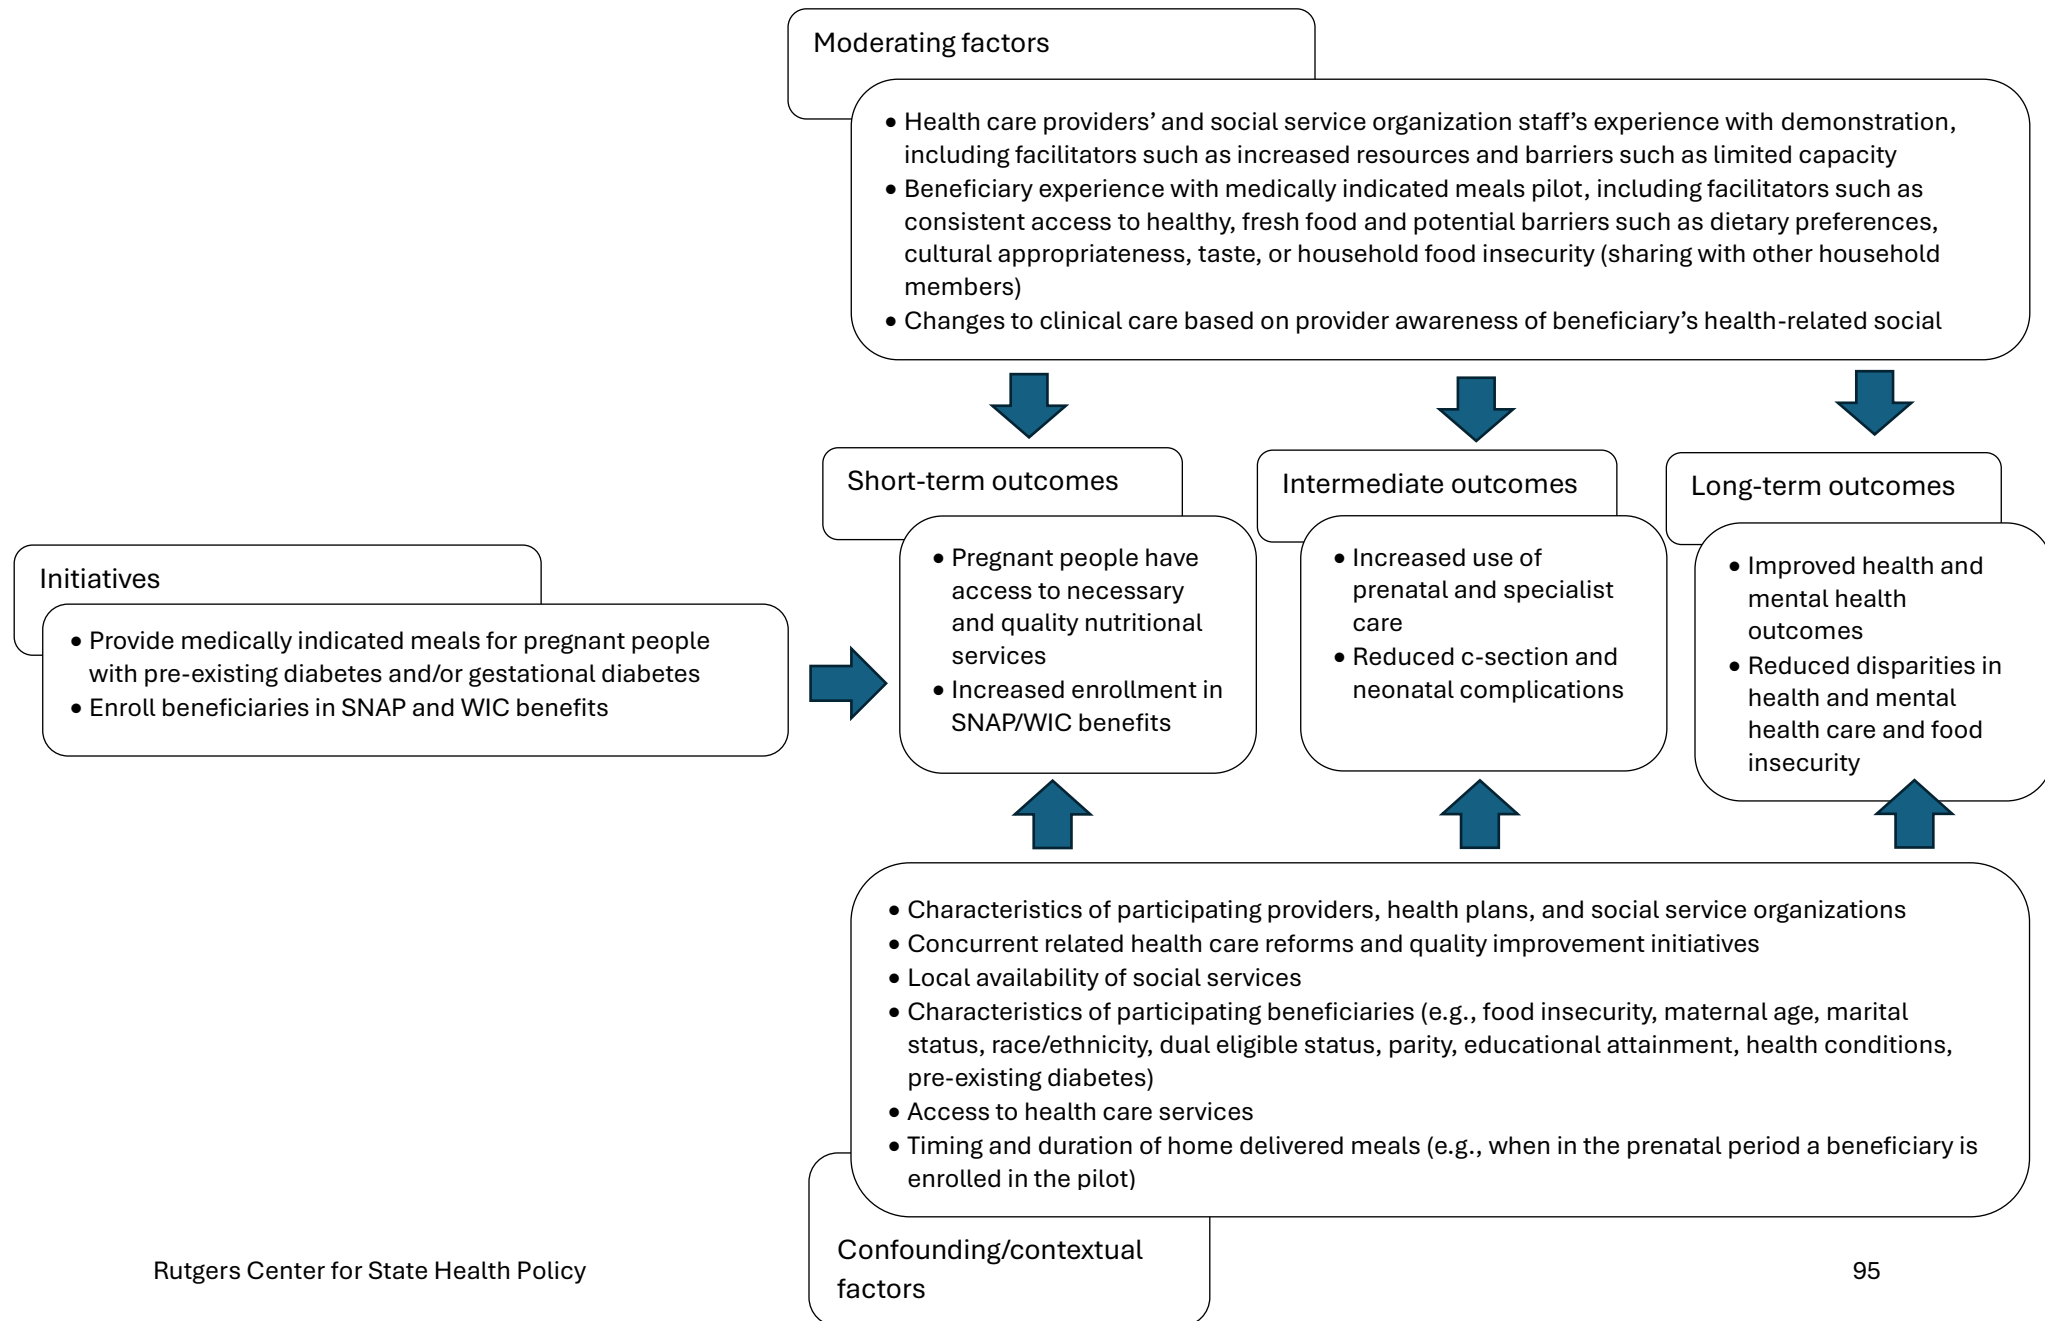 Moderating factors
• Health care providers’ and social service organization staff’s experience with demonstration,
including facilitators such as increased resources and barriers such as limited capacity
• Beneficiary experience with medically indicated meals pilot, including facilitators such as
consistent access to healthy, fresh food and potential barriers such as dietary preferences,
cultural appropriateness, taste, or household food insecurity (sharing with other household
members)
• Changes to clinical care based on provider awareness of beneficiary’s health-related social
Initiatives
• Provide medically indicated meals for pregnant people
with pre-existing diabetes and/or gestational diabetes
• Enroll beneficiaries in SNAP and WIC benefits
Short-term outcomes
• Pregnant people have
access to necessary
and quality nutritional
services
• Increased enrollment in
SNAP/WIC benefits
Intermediate outcomes
• Increased use of
prenatal and specialist
care
• Reduced c-section and
neonatal complications
Long-term outcomes
• Improved health and
mental health
outcomes
• Reduced disparities in
health and mental
health care and food
insecurity
• Characteristics of participating providers, health plans, and social service organizations
• Concurrent related health care reforms and quality improvement initiatives
• Local availability of social services
• Characteristics of participating beneficiaries (e.g., food insecurity, maternal age, marital
status, race/ethnicity, dual eligible status, parity, educational attainment, health conditions,
pre-existing diabetes)
• Access to health care services
• Timing and duration of home delivered meals (e.g., when in the prenatal period a beneficiary is
enrolled in the pilot)
Confounding/contextual
factors
Rutgers Center for State Health Policy
95